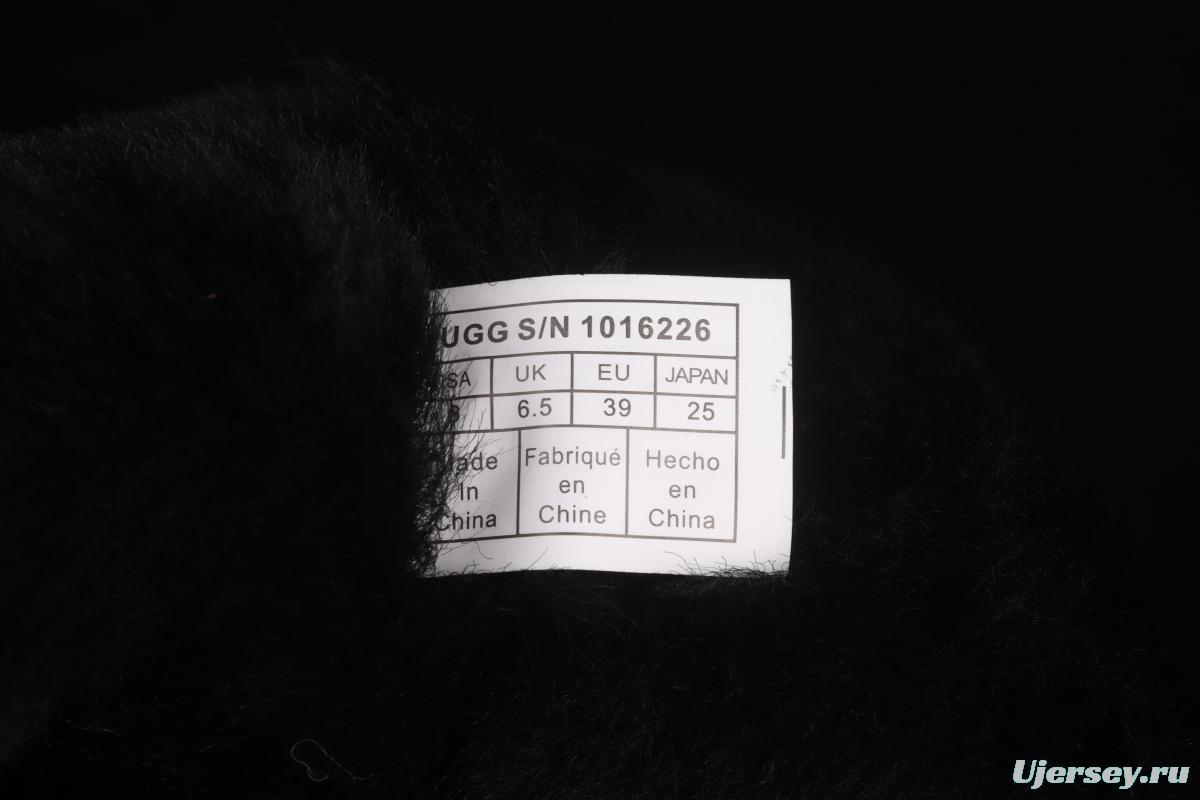 UGG S/N 1016226
UK EU JAPAN
6.5 39 25
Fabriqué Hecho
In en en
China Chine China
Ujersey.ru